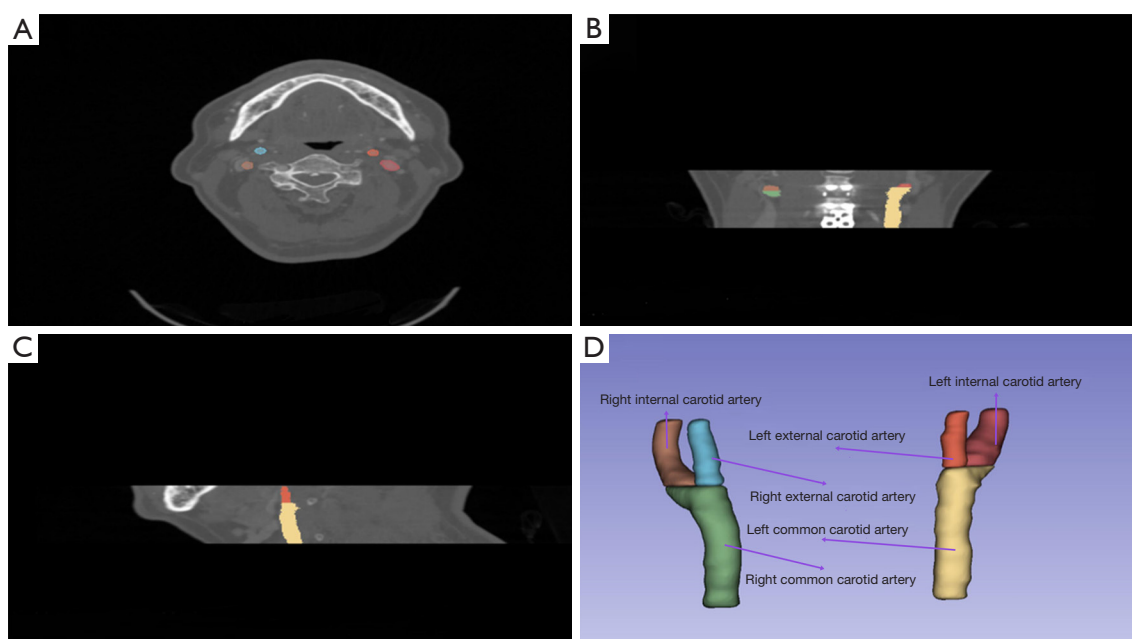 A
B
C
D
Left internal carotid artery
Right internal carotid artery
Left external carotid artery
Right external carotid artery
Left common carotid artery
Right common carotid artery